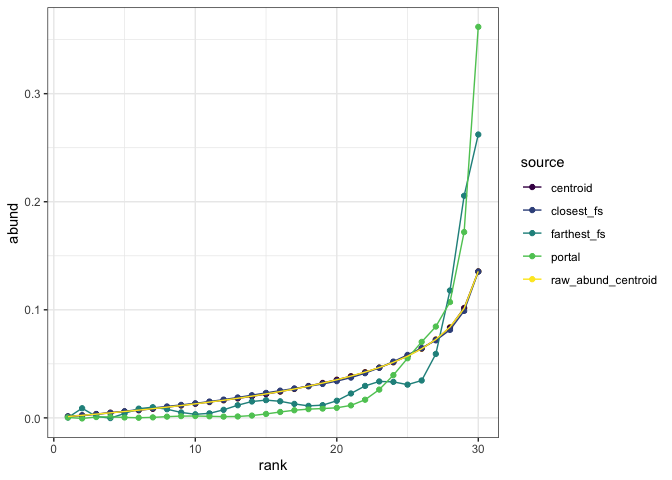 0.3
0.2
0.1
0.0
abund
0
10
20
30
rank
source
centroid
closest_fs
farthest_fs
portal
raw_abund_centroid